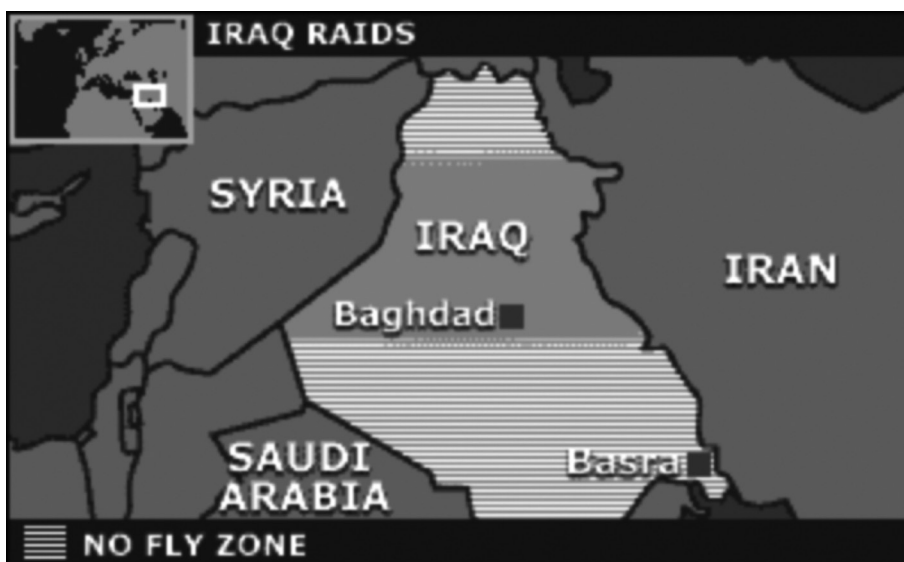 IRAQ RAIDS
SYRIA
IRAQ
IRAN
Baghdad
SAUDI
ARABIA
Basra
NO FLY ZONE